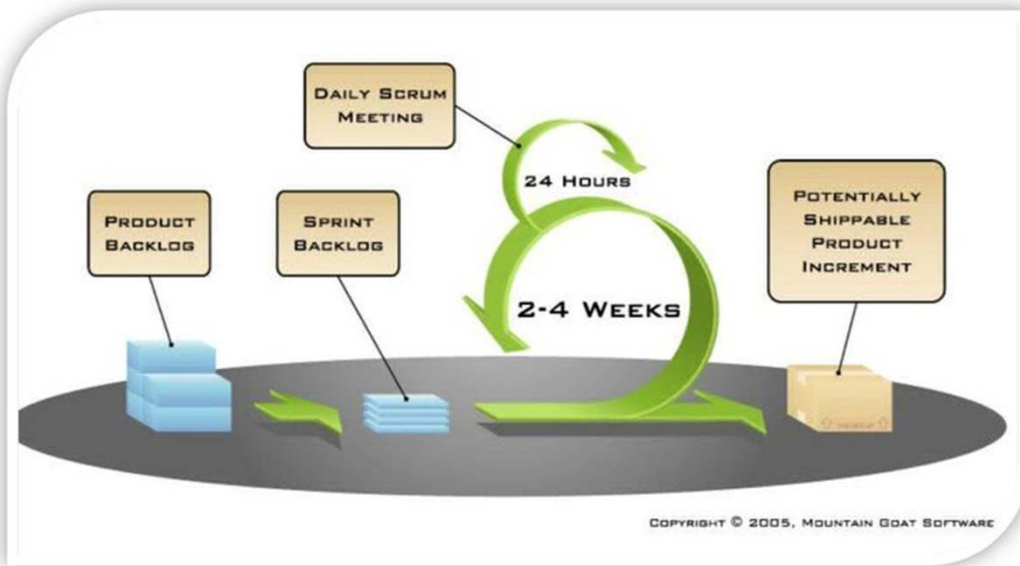 DAILY SCRUM
MEETING
24 HOURS
PRODUCT
BACKLOG
SPRINT
BACKLOG
POTENTIALLY
SHIPPABLE
PRODUCT
INCREMENT
2-4 WEEKS
COPYRIGHT © 2005, MOUNTAIN GOAT SOFTWARE